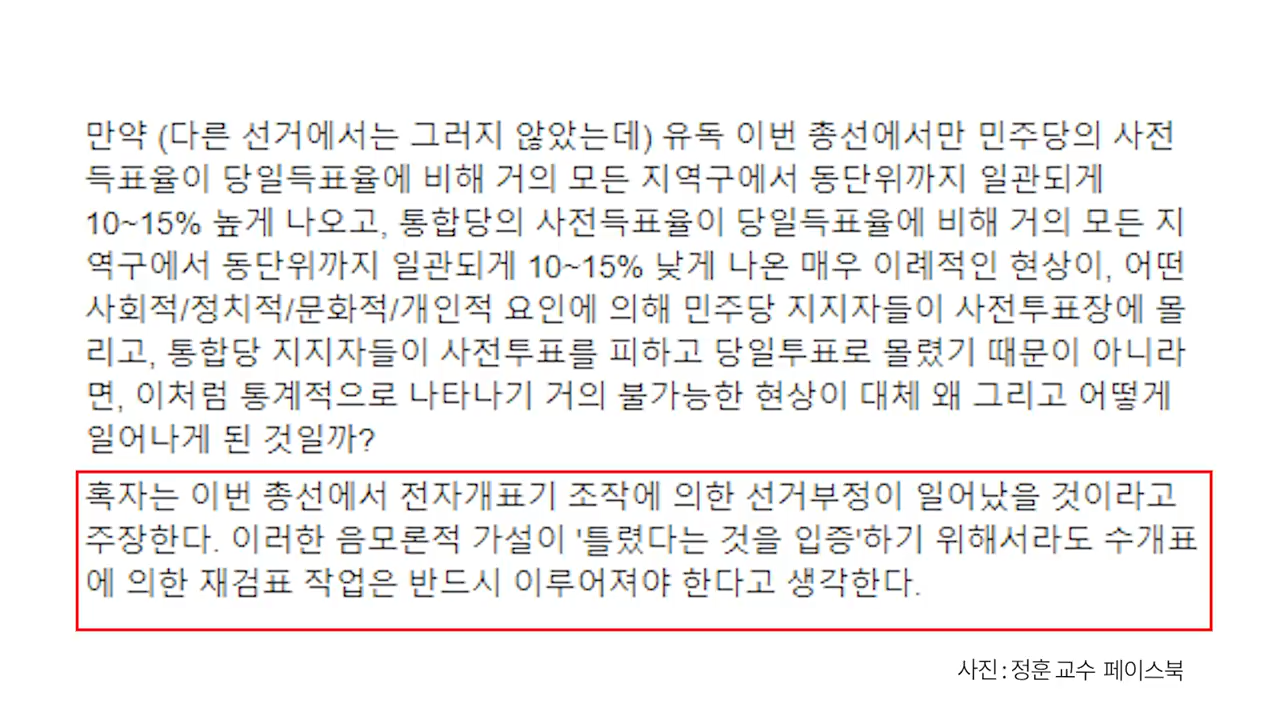 만약 (다른 선거에서는 그러지 않았는데) 유독 이번 총선에서만 민주당의 사전
득표율이 당일득표율에 비해 거의 모든 지역구에서 동단위까지 일관되게
10~15% 높게 나오고, 통합당의 사전득표율이 당일득표율에 비해 거의 모든 지
역구에서 동단위까지 일관되게 10~15% 낮게 나온 매우 이례적인 현상이, 어떤
사회적/정치적/문화적/개인적 요인에 의해 민주당 지지자들이 사전투표장에 몰
리고, 통합당 지지자들이 사전투표를 피하고 당일투표로 몰렸기 때문이 아니라
면, 이처럼 통계적으로 나타나기 거의 불가능한 현상이 대체 왜 그리고 어떻게
일어나게 된 것일까?
혹자는 이번 총선에서 전자개표기 조작에 의한 선거부정이 일어났을 것이라고
주장한다. 이러한 음모론적 가설이 '틀렸다는 것을 입증'하기 위해서라도 수개표
에 의한 재검표 작업은 반드시 이루어져야 한다고 생각한다.
사진 : 정훈 교수 페이스북